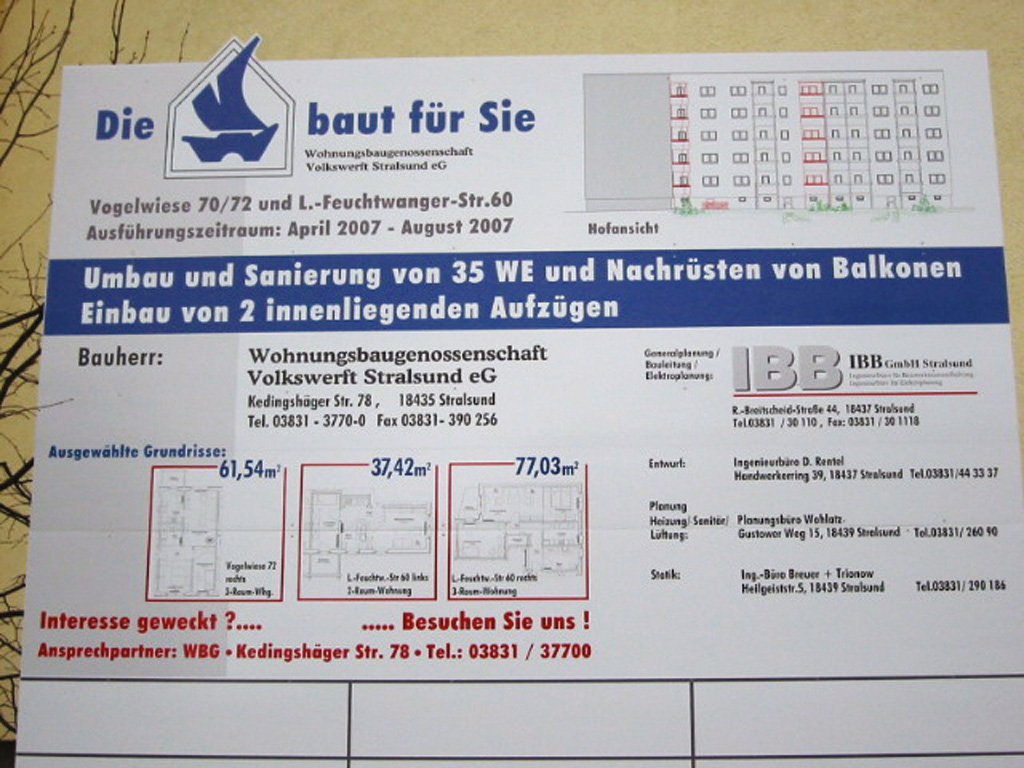 Die baut für Sie
Wohnungsbaugenossenschaft
Volkswerft Stralsund eG
Vogelwiese 70/72 und L.-Feuchtwanger-Str.60
Ausführungszeitraum: April 2007 - August 2007
Hofansicht
Umbau und Sanierung von 35 WE und Nachrüsten von Balkonen
Einbau von 2 innenliegenden Aufzügen
Bauherr:
Wohnungsbaugenossenschaft
Volkswerft Stralsund eG
Kedingshäger Str. 78 , 18435 Stralsund
Tel. 03831 - 3770-0 Fax 03831- 390 256
Ausgewählte Grundrisse:
61,54m²
Vogelwiese 72
rechts
3-Raum-Whg.
37,42m²
L.-Feuchtw.-Str 60 links
2-Raum-Wohnung
77,03m²
L.-Feuchtw.-Str 60 rechts
3-Raum-Wohnung
Interesse geweckt ?.... ..... Besuchen Sie uns !
Ansprechpartner: WBG • Kedingshäger Str. 78 • Tel.: 03831 / 37700
Generalplanung /
Bauleitung /
Elektroplanung:
IBB IBB GmbH Stralsund
R.-Breitscheid-Straße 44, 18437 Stralsund
Tel.03831 / 30 110 , Fax: 03831 / 30 1118
Entwurf:
Ingenieurbüro D. Rentel
Handwerkerring 39, 18437 Stralsund Tel.03831/44 33 37
Planung
Heizung/Sanitär/
Lüftung:
Planungsbüro Wohlatz
Gustower Weg 15, 18439 Stralsund Tel.03831/ 260 90
Statik:
Ing.-Büro Breuer + Trianow
Heilgeiststr.5, 18439 Stralsund Tel.03831/ 290 186